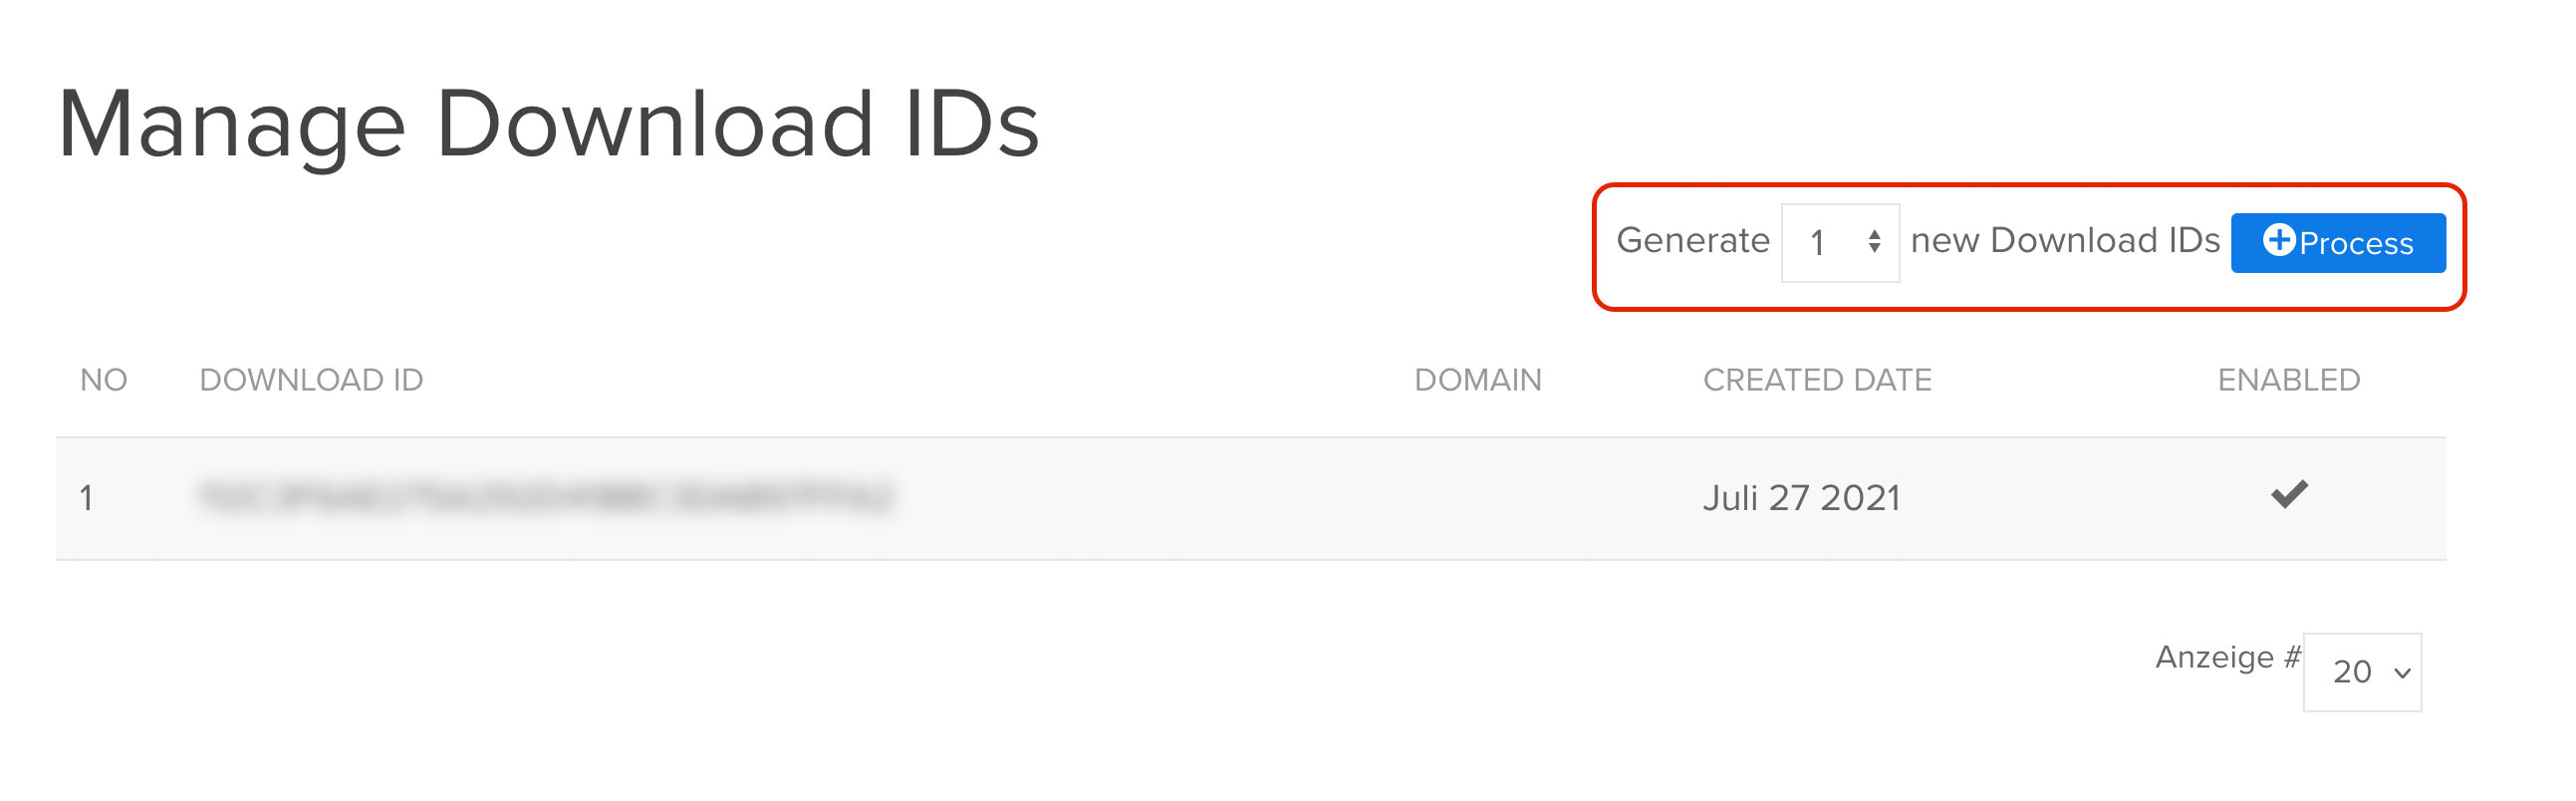 Manage Download IDs
Generate 1 new Download IDs Process
NO DOWNLOAD ID DOMAIN CREATED DATE ENABLED
1 Juli 27 2021
Anzeige # 20